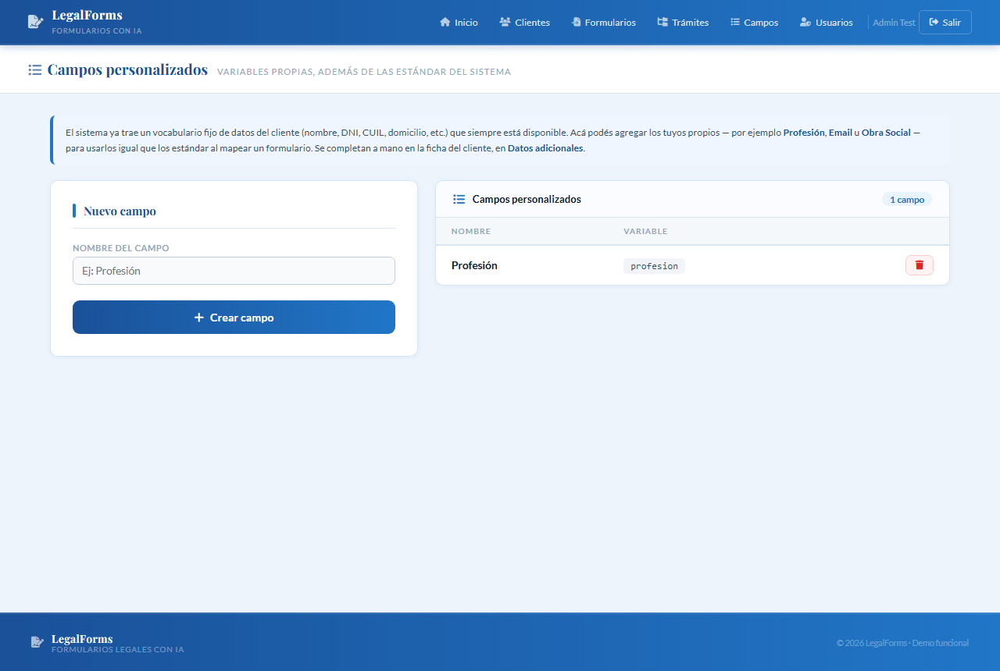 LegalForms
FORMULARIOS CON IA
Inicio
Clientes
Formularios
Trámites
Campos
Usuarios
Admin Test
Salir
Campos personalizados
VARIABLES PROPIAS, ADEMÁS DE LAS ESTÁNDAR DEL SISTEMA
El sistema ya trae un vocabulario fijo de datos del cliente (nombre, DNI, CUIL, domicilio, etc.) que siempre está disponible. Acá podés agregar los tuyos propios — por ejemplo Profesión, Email u Obra Social —
para usarlos igual que los estándar al mapear un formulario. Se completan a mano en la ficha del cliente, en Datos adicionales.
Nuevo campo
NOMBRE DEL CAMPO
Ej: Profesión
Crear campo
Campos personalizados
1 campo
NOMBRE
VARIABLE
Profesión
profesion
LegalForms
FORMULARIOS LEGALES CON IA
© 2026 LegalForms · Demo funcional